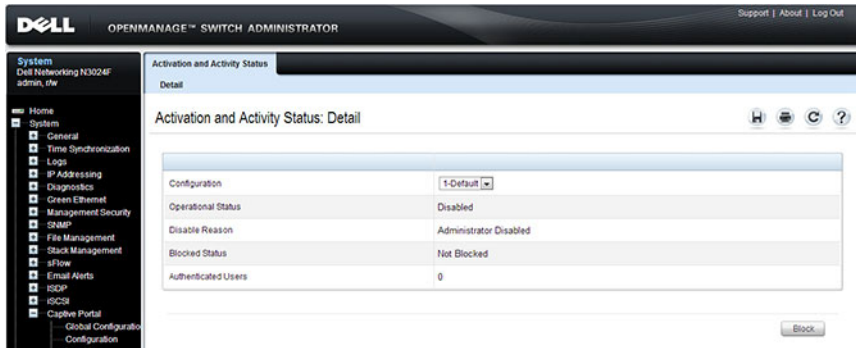 DELL
OPENMANAGE™ SWITCH ADMINISTRATOR
Support | About | Log Out
System
Dell Networking N3024F
admin, r/w
Home
System
General
Time Synchronization
Logs
IP Addressing
Diagnostics
Green Ethernet
Management Security
SNMP
File Management
Stack Management
sFlow
Email Alerts
ISDP
iSCSI
Captive Portal
Global Configuratio
Configuration
Activation and Activity Status
Detail
Activation and Activity Status: Detail
Configuration 1-Default
Operational Status Disabled
Disable Reason Administrator Disabled
Blocked Status Not Blocked
Authenticated Users 0
Block